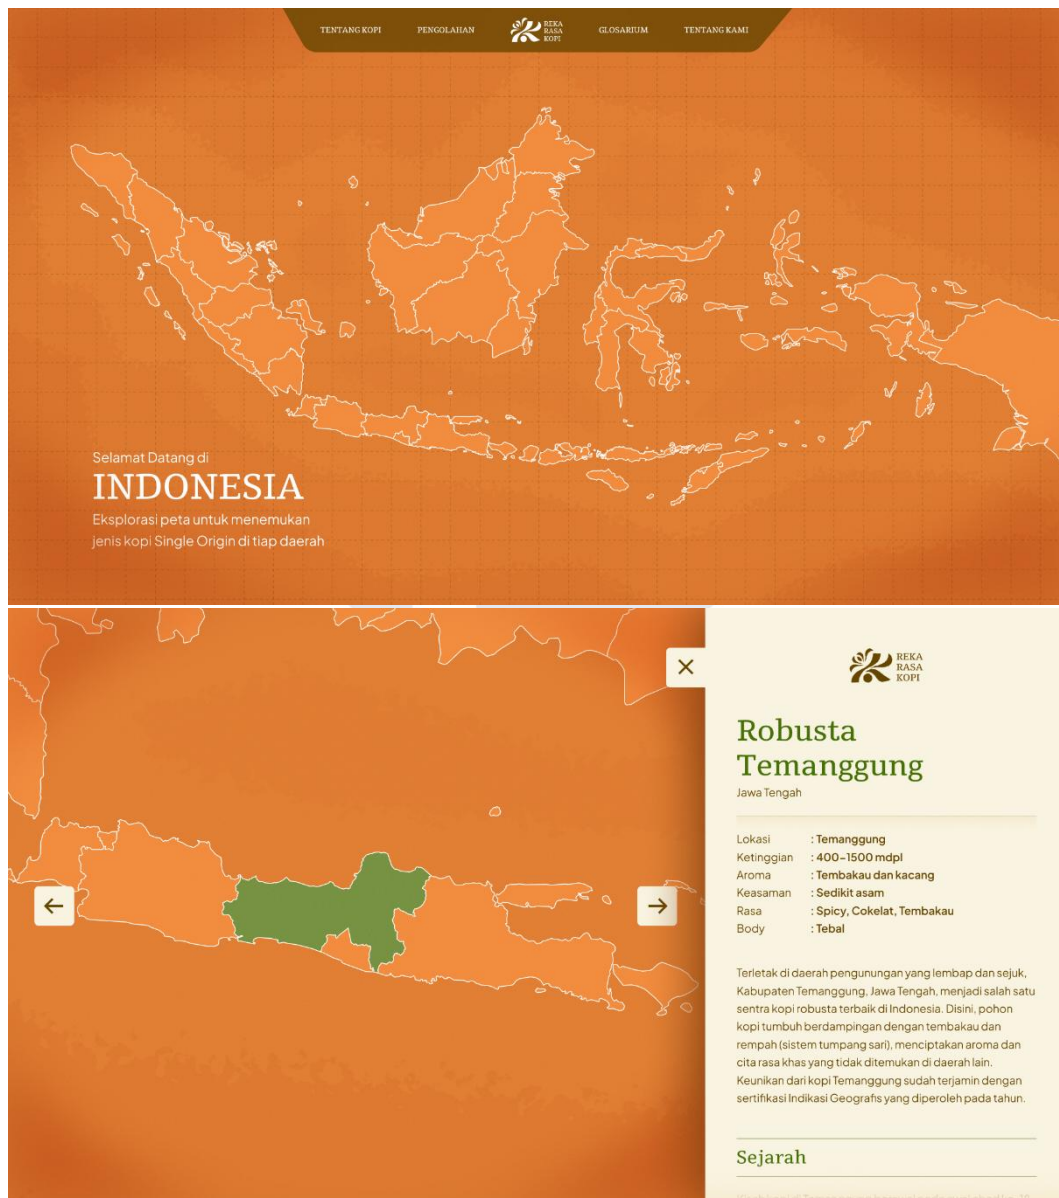 TENTANG KOPI PENGOLAHAN REKA RASA KOPI GLOSARIUM TENTANG KAMI
Selamat Datang di
INDONESIA
Eksplorasi peta untuk menemukan
jenis kopi Single Origin di tiap daerah
REKA
RASA
KOPI
Robusta
Temanggung
Jawa Tengah
Lokasi : Temanggung
Ketinggian : 400–1500 mdpl
Aroma : Tembakau dan kacang
Keasaman : Sedikit asam
Rasa : Spicy, Cokelat, Tembakau
Body : Tebal
Terletak di daerah pengunungan yang lembap dan sejuk,
Kabupaten Temanggung, Jawa Tengah, menjadi salah satu
sentra kopi robusta terbaik di Indonesia. Disini, pohon
kopi tumbuh berdampingan dengan tembakau dan
rempah (sistem tumpang sari), menciptakan aroma dan
cita rasa khas yang tidak ditemukan di daerah lain.
Keunikan dari kopi Temanggung sudah terjamin dengan
sertifikasi Indikasi Geografis yang diperoleh pada tahun.
Sejarah